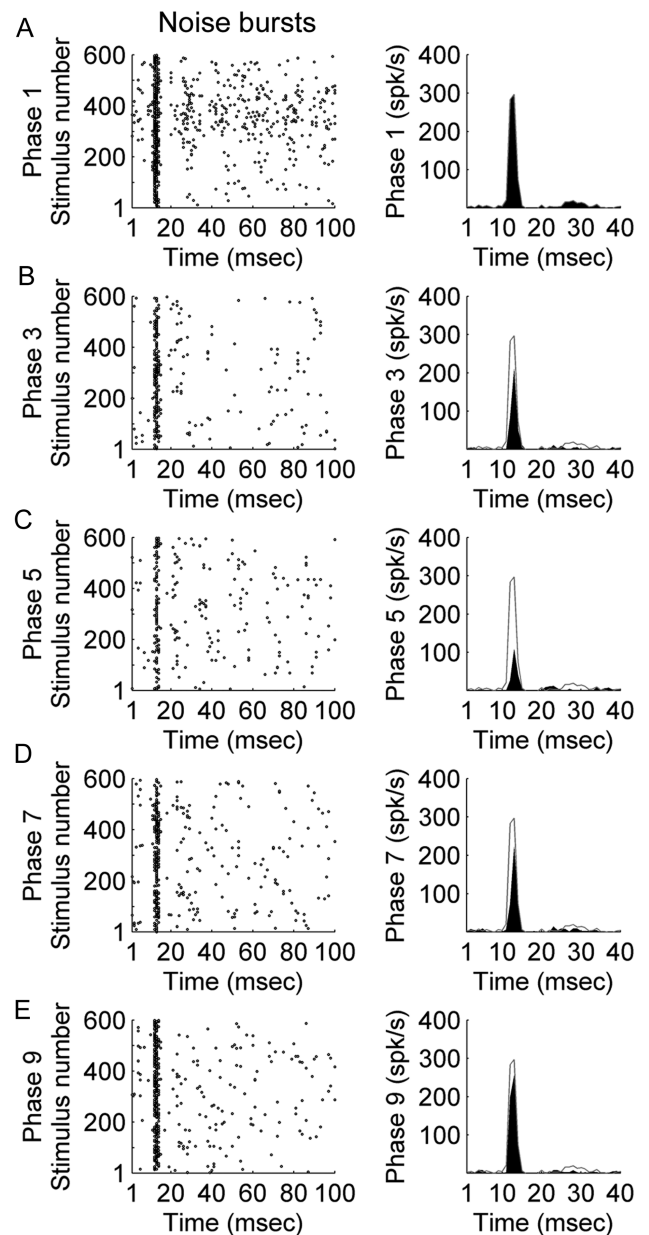 A
Noise bursts
Phase 1
Stimulus number
600
400
200
1
1 20 40 60 80 100
Time (msec)
Phase 1 (spk/s)
400
300
200
100
1 10 20 30 40
Time (msec)
B
Phase 3
Stimulus number
600
400
200
1
1 20 40 60 80 100
Time (msec)
Phase 3 (spk/s)
400
300
200
100
1 10 20 30 40
Time (msec)
C
Phase 5
Stimulus number
600
400
200
1
1 20 40 60 80 100
Time (msec)
Phase 5 (spk/s)
400
300
200
100
1 10 20 30 40
Time (msec)
D
Phase 7
Stimulus number
600
400
200
1
1 20 40 60 80 100
Time (msec)
Phase 7 (spk/s)
400
300
200
100
1 10 20 30 40
Time (msec)
E
Phase 9
Stimulus number
600
400
200
1
1 20 40 60 80 100
Time (msec)
Phase 9 (spk/s)
400
300
200
100
1 10 20 30 40
Time (msec)